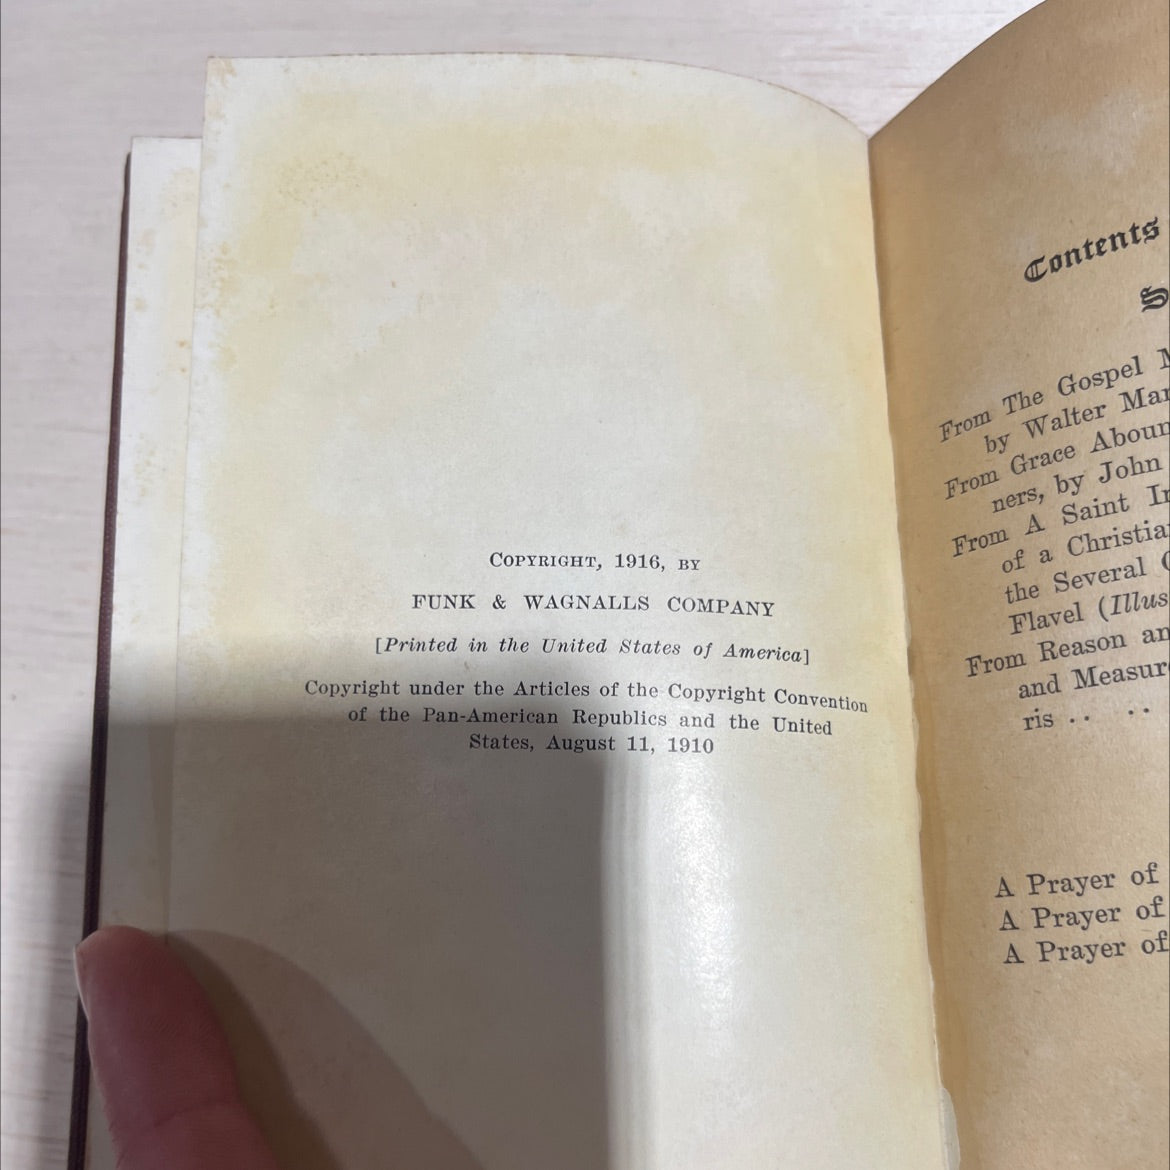 COPYRIGHT, 1916, BY
FUNK & WAGNALLS COMPANY
[Printed in the United States of America]
Copyright under the Articles of the Copyright Convention
of the Pan-American Republics and the United
States, August 11, 1910
Contents
From The Gospel
by Walter
From Grace
ners, by John
From A Saint
of a
the Several
Flavel
From Reason
and
ris . . . .
A Prayer of
A Prayer of
A Prayer of